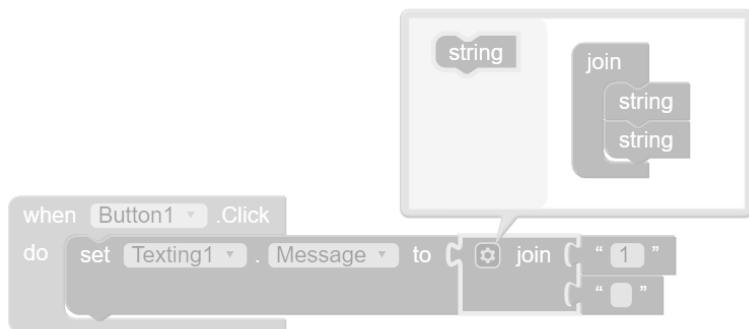 string
join
string
string
when Button1 .Click
do set Texting1 . Message to join “ 1 ”
“ ”